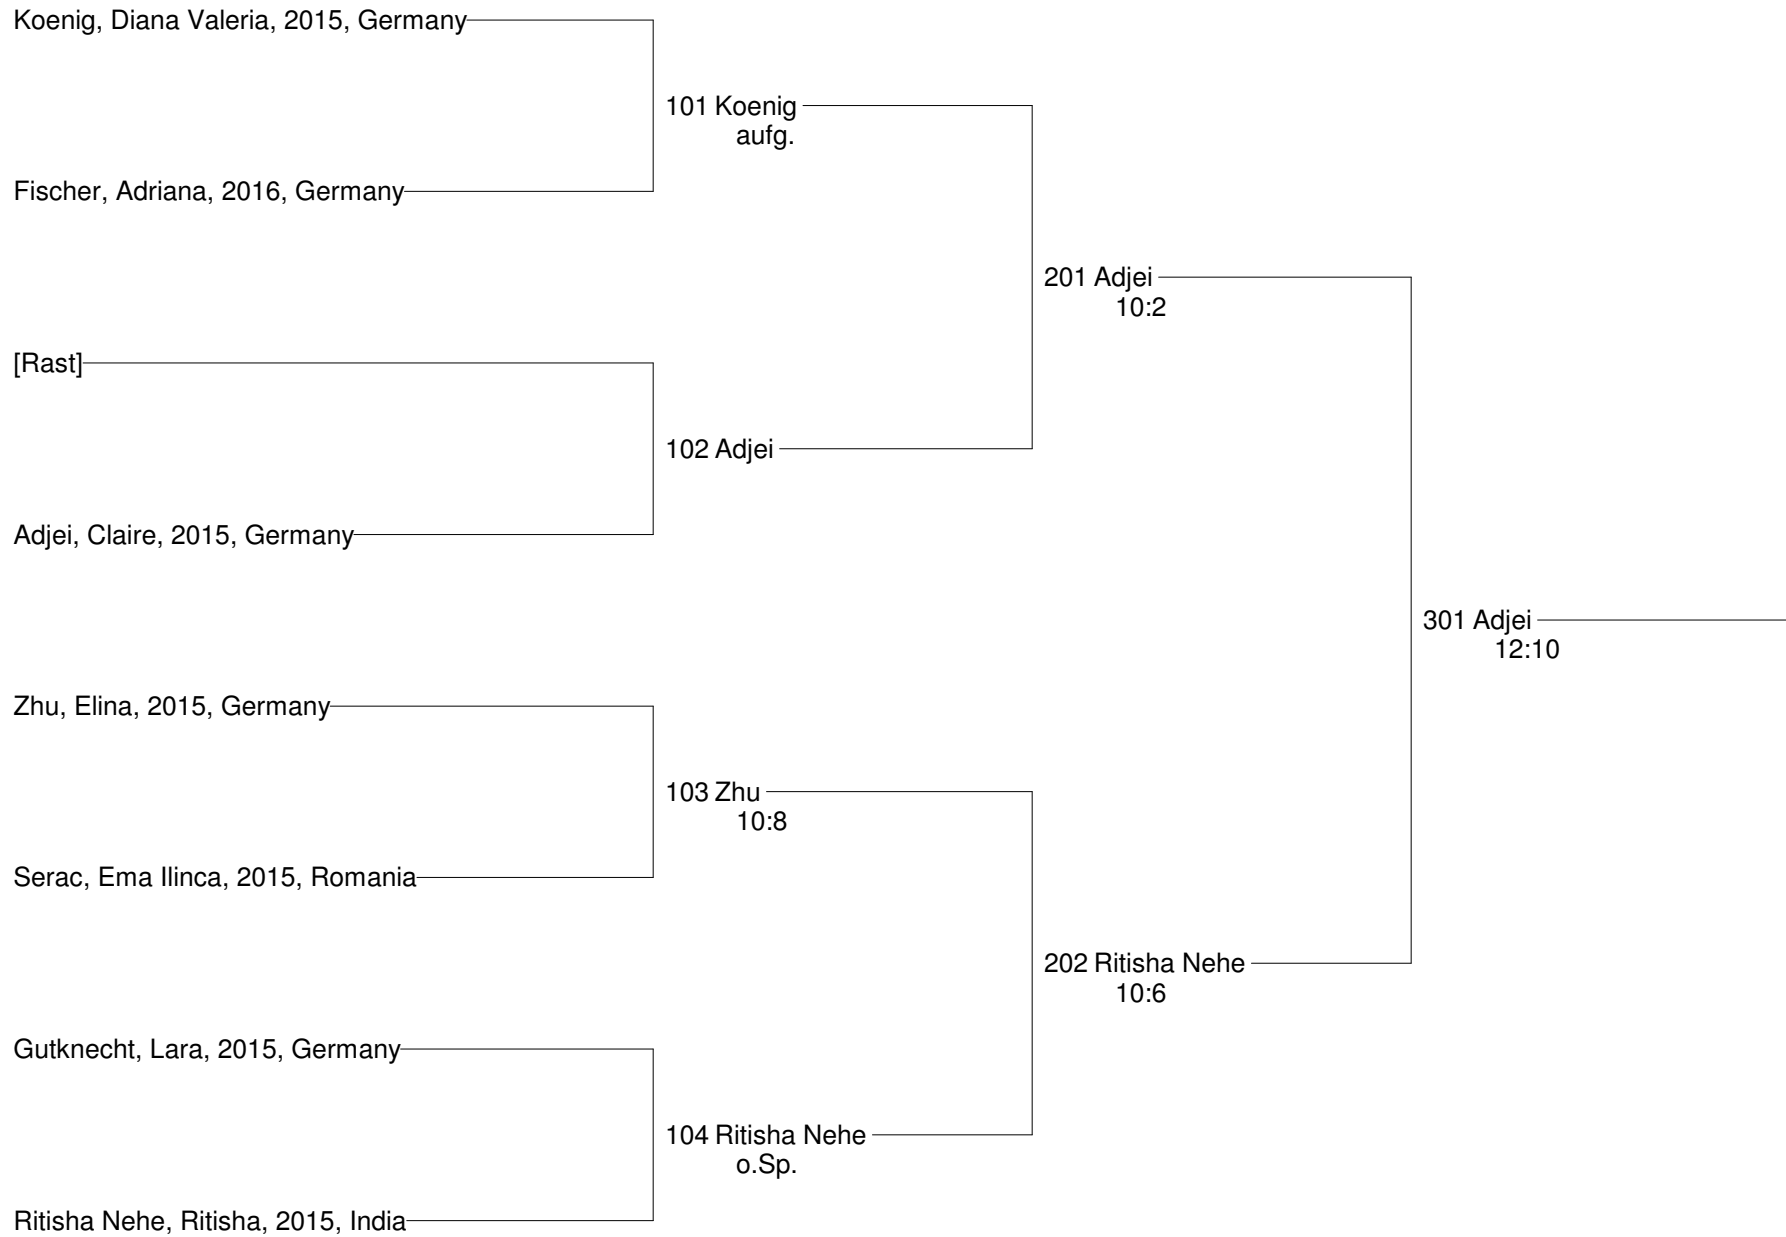 Koenig, Diana Valeria, 2015, Germany
101 Koenig
aufg.
Fischer, Adriana, 2016, Germany
201 Adjei
10:2
[Rast]
102 Adjei
Adjei, Claire, 2015, Germany
301 Adjei
12:10
Zhu, Elina, 2015, Germany
103 Zhu
10:8
Serac, Ema Ilinca, 2015, Romania
202 Ritisha Nehe
10:6
Gutknecht, Lara, 2015, Germany
104 Ritisha Nehe
o.Sp.
Ritisha Nehe, Ritisha, 2015, India